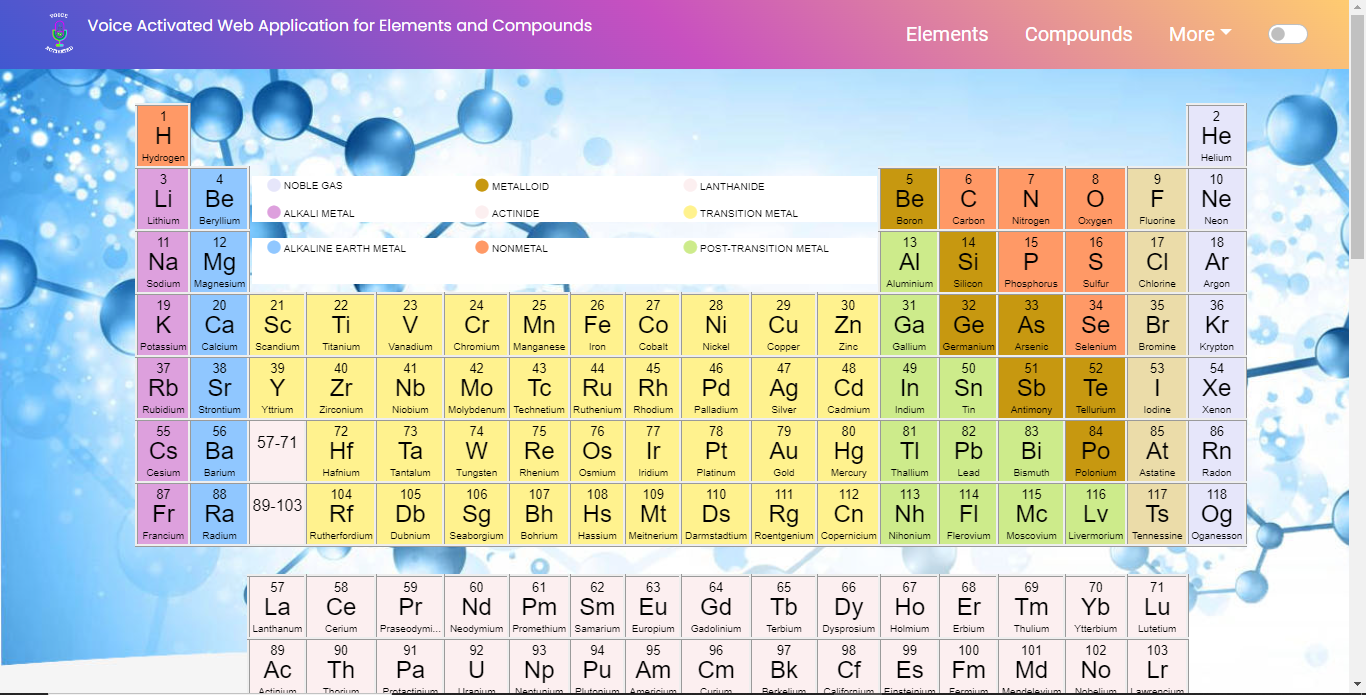 VOICE
ACTIVATED
Voice Activated Web Application for Elements and Compounds
Elements Compounds More
1 2
H He
Hydrogen Helium
3 4 5 6 7 8 9 10
Li Be Be C N O F Ne
Lithium Beryllium Boron Carbon Nitrogen Oxygen Fluorine Neon
NOBLE GAS METALLOID LANTHANIDE
ALKALI METAL ACTINIDE TRANSITION METAL
ALKALINE EARTH METAL NONMETAL POST-TRANSITION METAL
11 12 13 14 15 16 17 18
Na Mg Al Si P S Cl Ar
Sodium Magnesium Aluminium Silicon Phosphorus Sulfur Chlorine Argon
19 20 21 22 23 24 25 26 27 28 29 30 31 32 33 34 35 36
K Ca Sc Ti V Cr Mn Fe Co Ni Cu Zn Ga Ge As Se Br Kr
Potassium Calcium Scandium Titanium Vanadium Chromium Manganese Iron Cobalt Nickel Copper Zinc Gallium Germanium Arsenic Selenium Bromine Krypton
37 38 39 40 41 42 43 44 45 46 47 48 49 50 51 52 53 54
Rb Sr Y Zr Nb Mo Tc Ru Rh Pd Ag Cd In Sn Sb Te I Xe
Rubidium Strontium Yttrium Zirconium Niobium Molybdenum Technetium Ruthenium Rhodium Palladium Silver Cadmium Indium Tin Antimony Tellurium Iodine Xenon
55 56 57-71 72 73 74 75 76 77 78 79 80 81 82 83 84 85 86
Cs Ba Hf Ta W Re Os Ir Pt Au Hg Tl Pb Bi Po At Rn
Cesium Barium Hafnium Tantalum Tungsten Rhenium Osmium Iridium Platinum Gold Mercury Thallium Lead Bismuth Polonium Astatine Radon
87 88 89-103 104 105 106 107 108 109 110 111 112 113 114 115 116 117 118
Fr Ra Rf Db Sg Bh Hs Mt Ds Rg Cn Nh Fl Mc Lv Ts Og
Francium Radium Rutherfordium Dubnium Seaborgium Bohrium Hassium Meitnerium Darmstadtium Roentgenium Copernicium Nihonium Flerovium Moscovium Livermorium Tennessine Oganesson
57 58 59 60 61 62 63 64 65 66 67 68 69 70 71
La Ce Pr Nd Pm Sm Eu Gd Tb Dy Ho Er Tm Yb Lu
Lanthanum Cerium Praseodymi... Neodymium Promethium Samarium Europium Gadolinium Terbium Dysprosium Holmium Erbium Thulium Ytterbium Lutetium
89 90 91 92 93 94 95 96 97 98 99 100 101 102 103
Ac Th Pa U Np Pu Am Cm Bk Cf Es Fm Md No Lr
Actinium Thorium Protactinium Uranium Neptunium Plutonium Americium Curium Berkelium Californium Einsteinium Fermium Mendelevium Nobelium Lawrencium